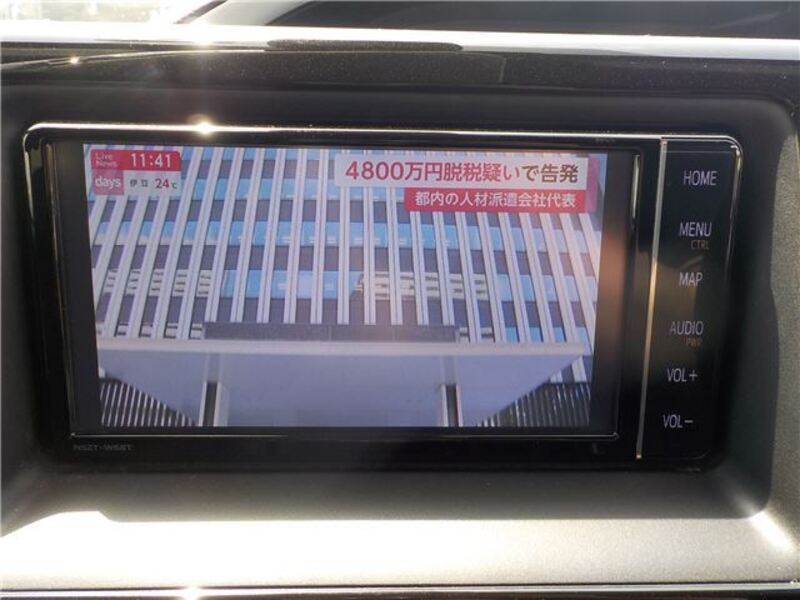 Live News
11:41
days
伊豆 24℃
4800万円脱税疑いで告発
都内の人材派遣会社代表
HOME
MENU
CTRL
MAP
AUDIO
PWR
VOL+
VOL−
NSZT-W68T